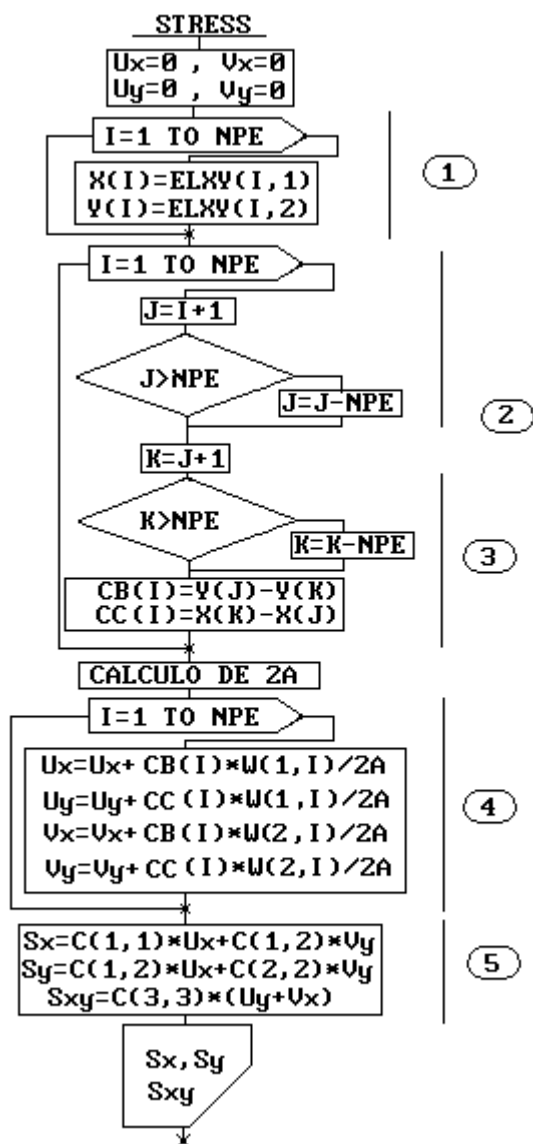 STRESS
Ux=0 , Vx=0
Uy=0 , Vy=0
I=1 TO NPE
X(I)=ELXY(I,1)
Y(I)=ELXY(I,2)
1
I=1 TO NPE
J=I+1
J>NPE
J=J-NPE
2
K=J+1
K>NPE
K=K-NPE
3
CB(I)=Y(J)-Y(K)
CC(I)=X(K)-X(J)
CALCULO DE 2A
I=1 TO NPE
Ux=Ux+CB(I)*W(1,I)/2A
Uy=Uy+CC(I)*W(1,I)/2A
Vx=Vx+CB(I)*W(2,I)/2A
Vy=Vy+CC(I)*W(2,I)/2A
4
Sx=C(1,1)*Ux+C(1,2)*Vy
Sy=C(1,2)*Ux+C(2,2)*Vy
Sxy=C(3,3)*(Uy+Vx)
5
Sx,Sy
Sxy